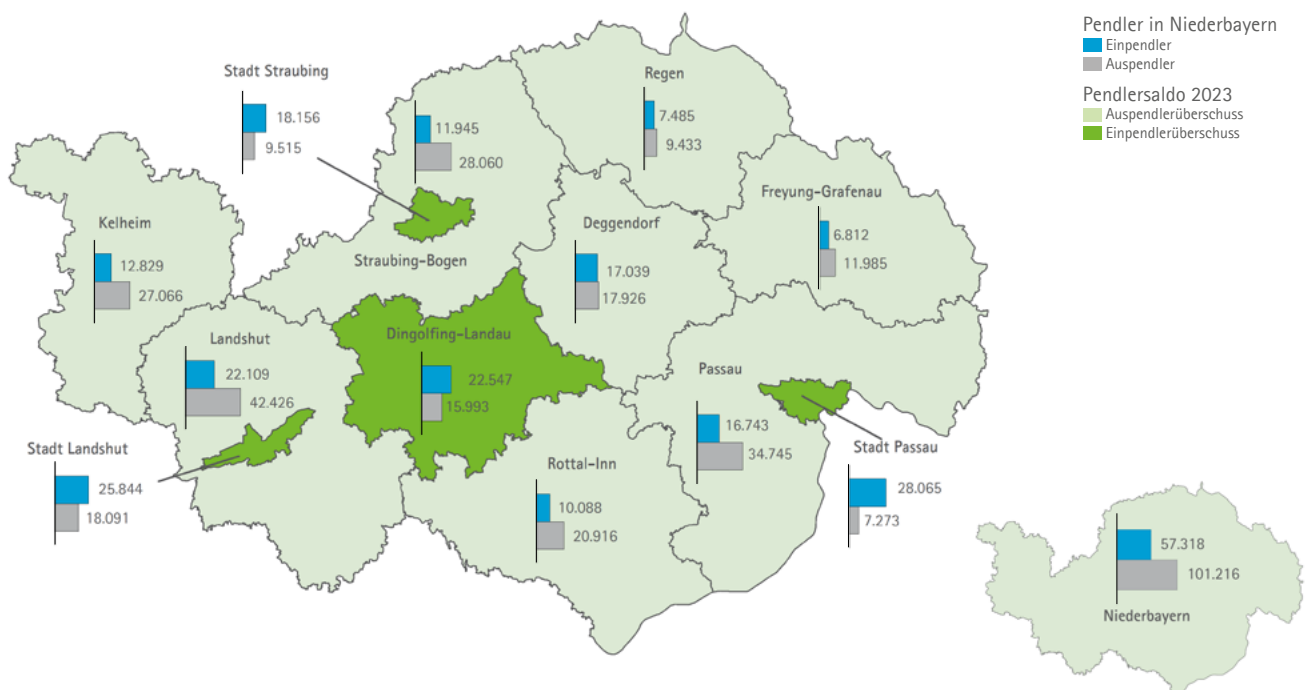 Pendler in Niederbayern
Einpendler
Auspendler
Pendlersaldo 2023
Auspendlerüberschuss
Einpendlerüberschuss
Stadt Straubing
18.156
9.515
11.945
28.060
Straubing-Bogen
Regen
7.485
9.433
Freyung-Grafenau
6.812
11.985
Kelheim
12.829
27.066
Deggendorf
17.039
17.926
Landshut
22.109
42.426
Dingolfing-Landau
22.547
15.993
Passau
16.743
34.745
Stadt Landshut
25.844
18.091
Rottal-Inn
10.088
20.916
Stadt Passau
28.065
7.273
57.318
101.216
Niederbayern